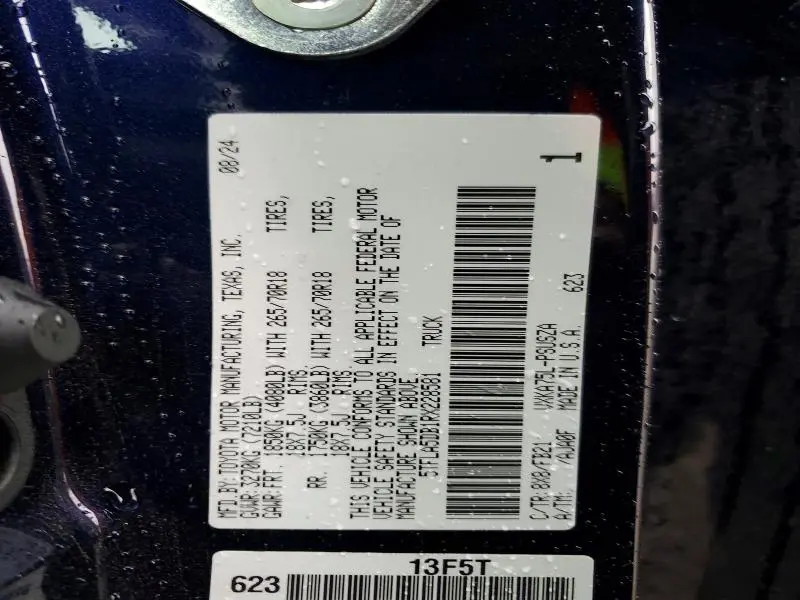 MFD.BY:TOYOTA MOTOR MANUFACTURING, TEXAS, INC. 08/24
GVWR:3270KG(7210LB)
GAWR:FRT. 1850KG(4080LB)WITH 265/70R18 TIRES,
18X7.5J RIMS,
RR. 1750KG(3880LB)WITH 265/70R18 TIRES,
18X7.5J RIMS.
THIS VEHICLE CONFORMS TO ALL APPLICABLE FEDERAL MOTOR
VEHICLE SAFETY STANDARDS IN EFFECT ON THE DATE OF
MANUFACTURE SHOWN ABOVE.
5TFLA5DB1RX228581 TRUCK
1
C/TR:8X8/FB21 VXKA75L-PSUSZA 623
A/TM: /AJA0F MADE IN U.S.A.
13F5T
623